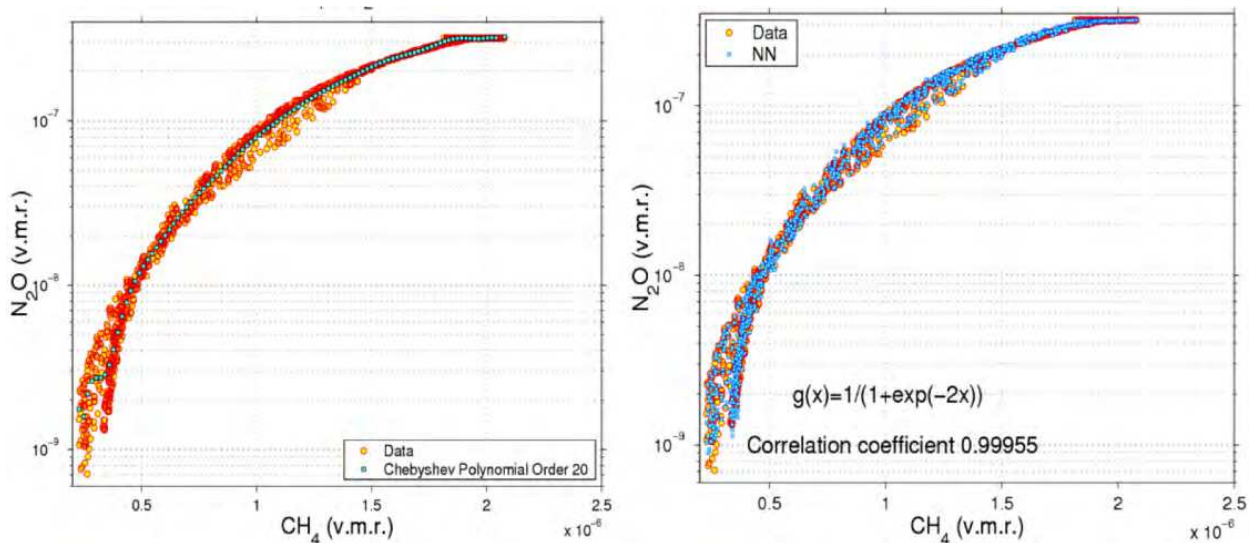 10⁻⁷
10⁻⁸
10⁻⁹
N₂O (v.m.r.)
Data
Chebyshev Polynomial Order 20
0.5 1 1.5 2 2.5
CH₄ (v.m.r.)
x 10⁻⁶
Data
NN
10⁻⁷
10⁻⁸
10⁻⁹
N₂O (v.m.r.)
g(x)=1/(1+exp(−2x))
Correlation coefficient 0.99955
0.5 1 1.5 2 2.5
CH₄ (v.m.r.)
x 10⁻⁶